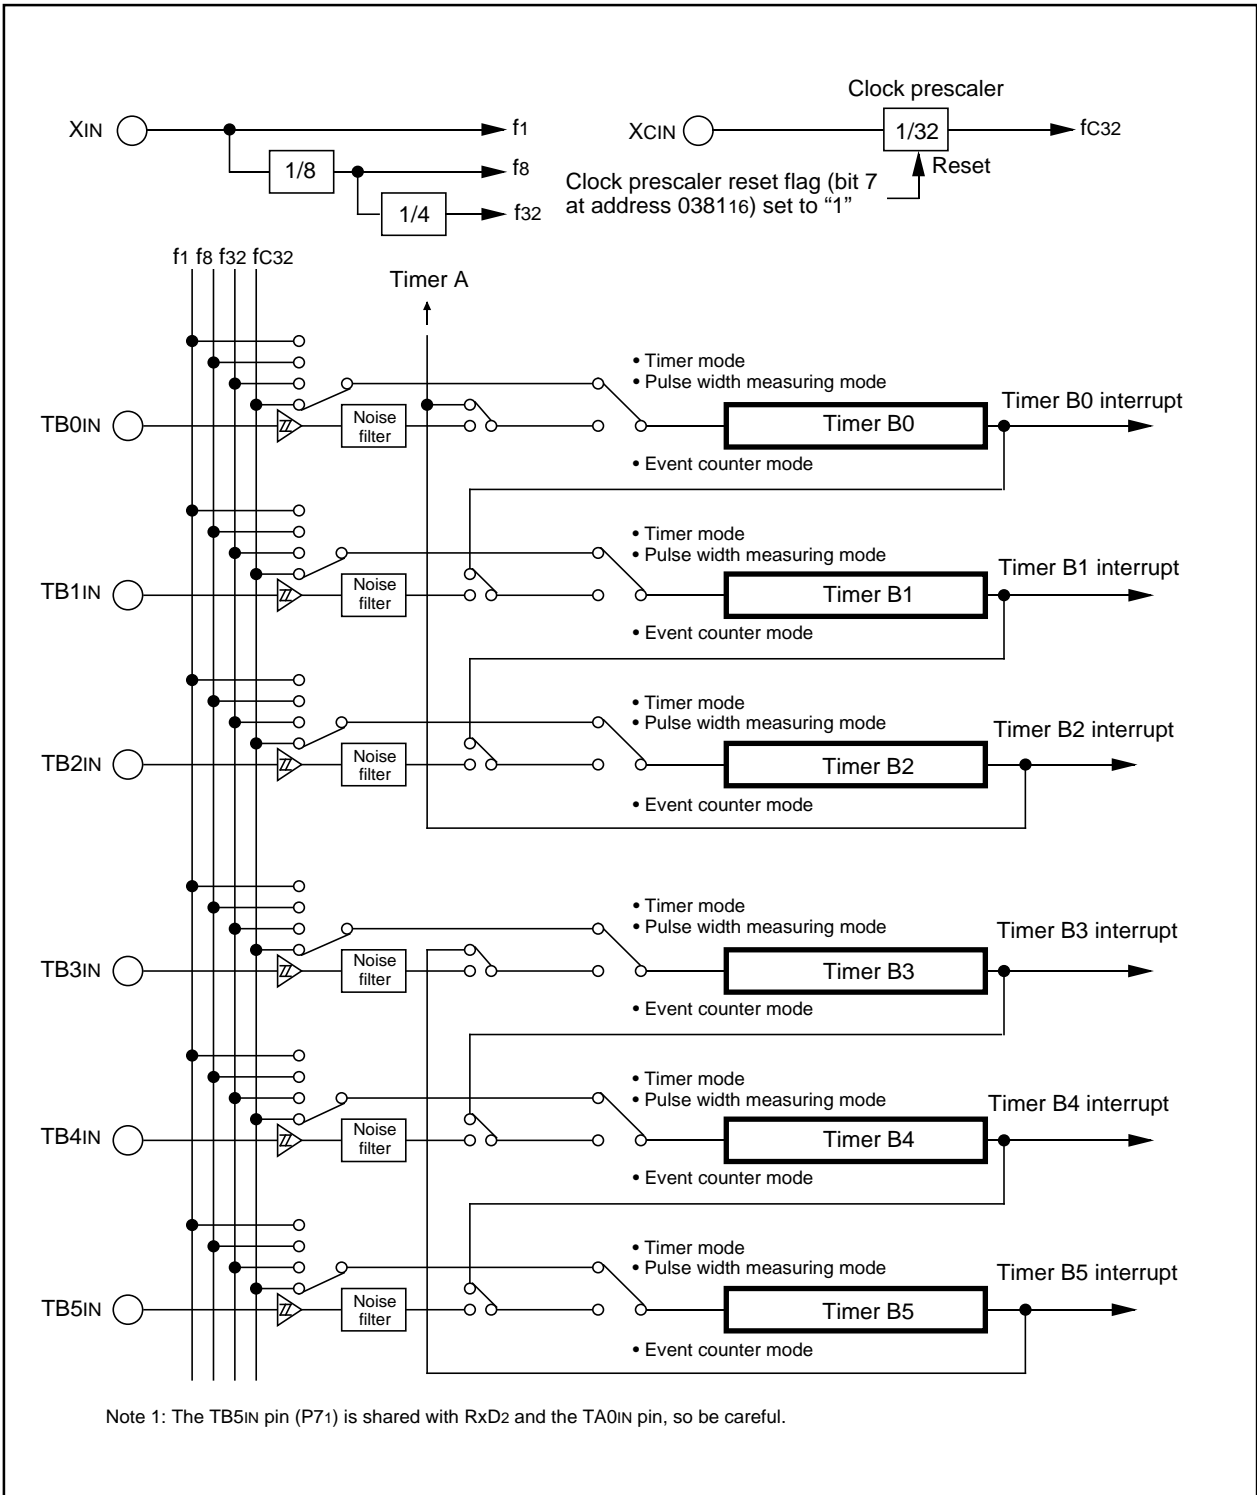 Clock prescaler
XIN
f1
XCIN
1/32
fC32
1/8
f8
Reset
Clock prescaler reset flag (bit 7
at address 038116) set to “1”
1/4
f32
f1 f8 f32 fC32
Timer A
• Timer mode
• Pulse width measuring mode
Timer B0 interrupt
TB0IN
Noise
filter
Timer B0
• Event counter mode
• Timer mode
• Pulse width measuring mode
Timer B1 interrupt
TB1IN
Noise
filter
Timer B1
• Event counter mode
• Timer mode
• Pulse width measuring mode
Timer B2 interrupt
TB2IN
Noise
filter
Timer B2
• Event counter mode
• Timer mode
• Pulse width measuring mode
Timer B3 interrupt
TB3IN
Noise
filter
Timer B3
• Event counter mode
• Timer mode
• Pulse width measuring mode
Timer B4 interrupt
TB4IN
Noise
filter
Timer B4
• Event counter mode
• Timer mode
• Pulse width measuring mode
Timer B5 interrupt
TB5IN
Noise
filter
Timer B5
• Event counter mode
Note 1: The TB5IN pin (P71) is shared with RxD2 and the TA0IN pin, so be careful.